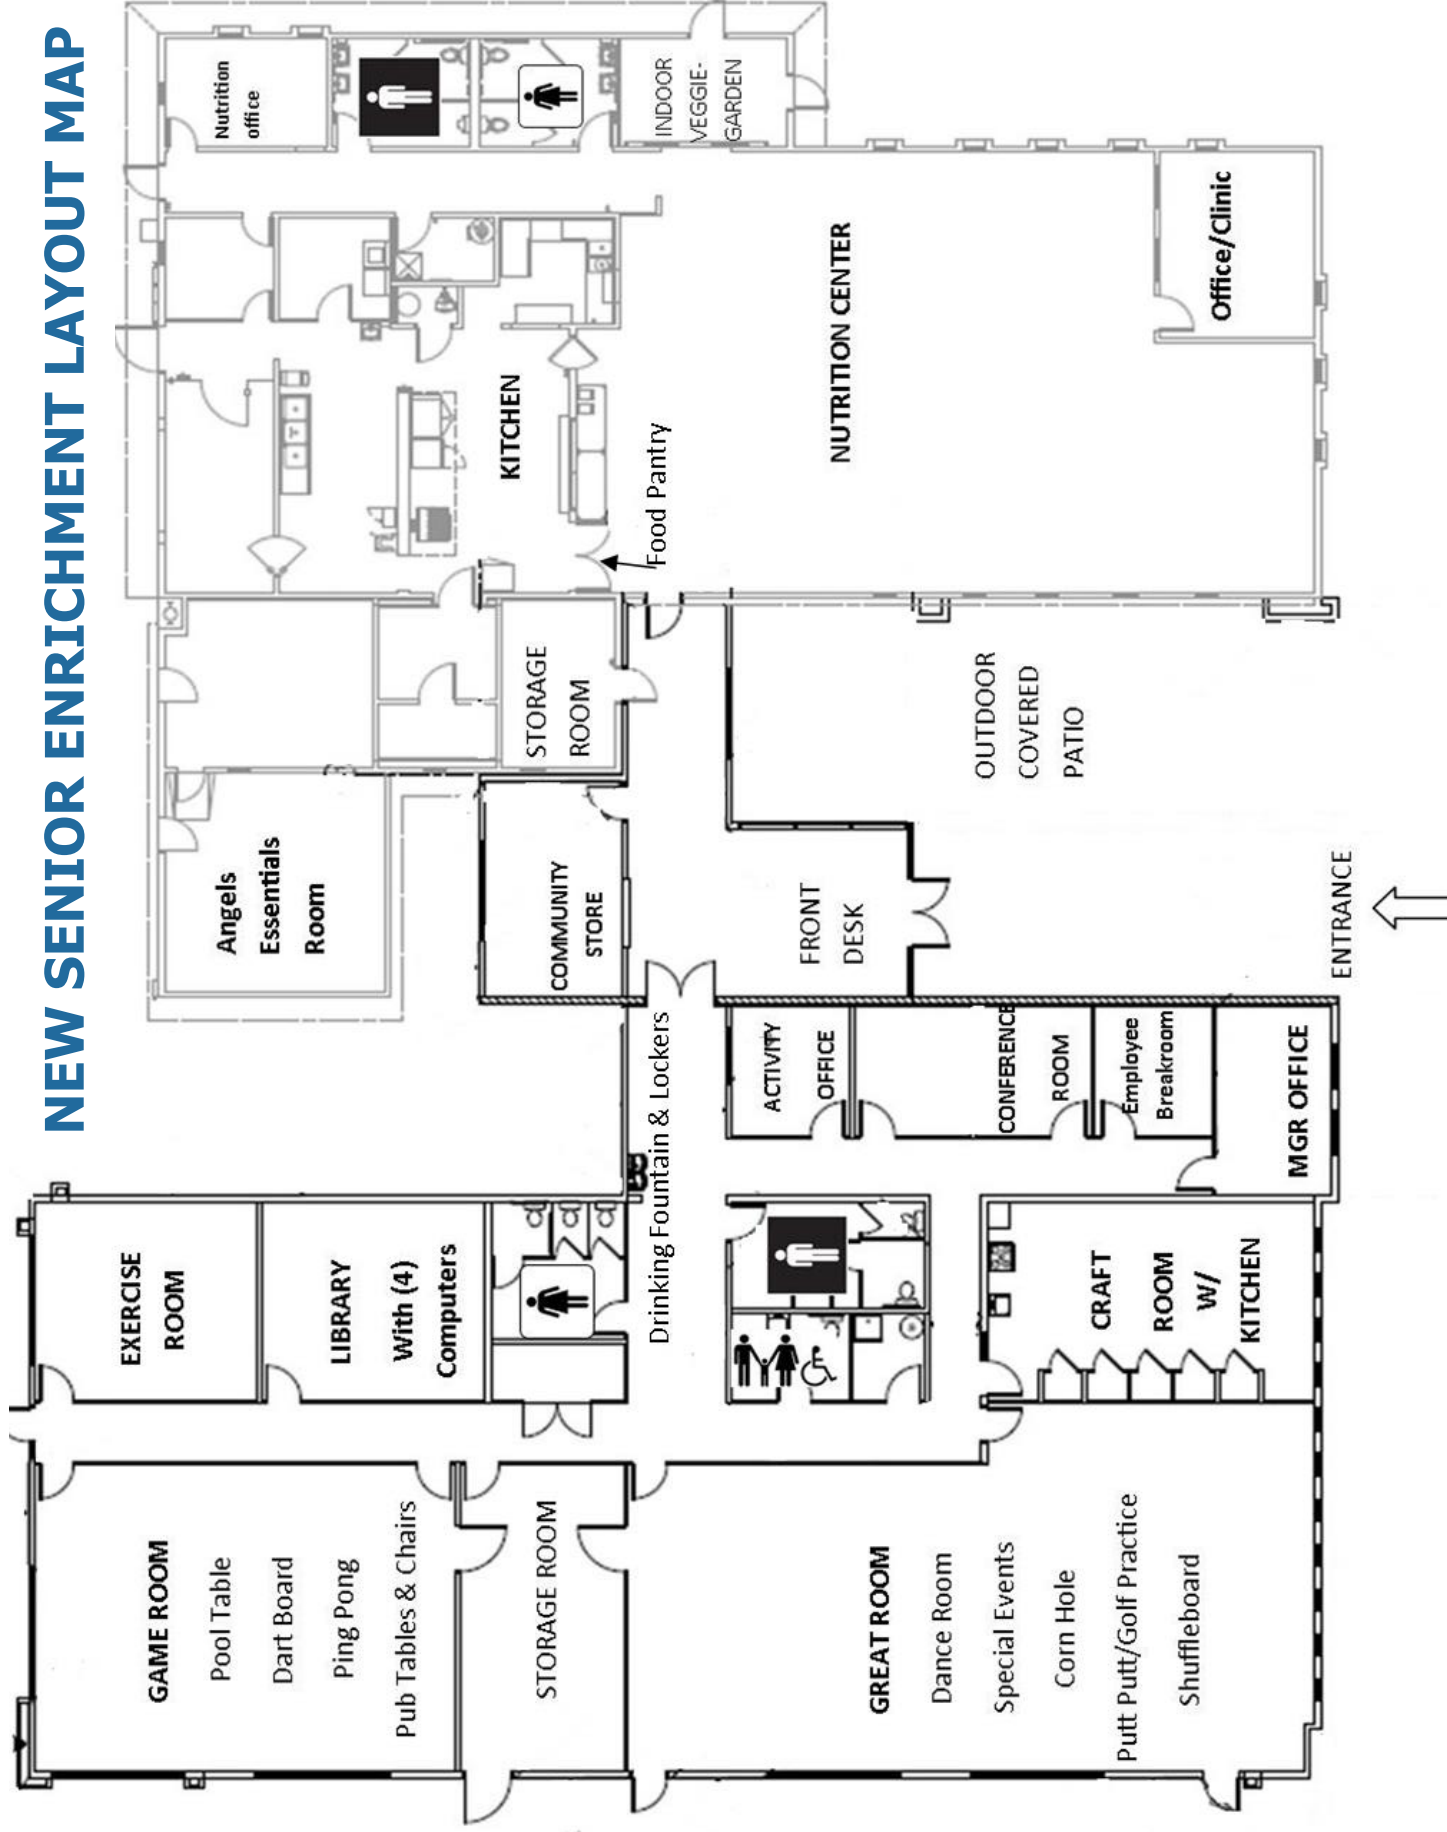 NEW SENIOR ENRICHMENT LAYOUT MAP
EXERCISE
ROOM
LIBRARY
With (4)
Computers
GAME ROOM
Pool Table
Dart Board
Ping Pong
Pub Tables & Chairs
STORAGE ROOM
GREAT ROOM
Dance Room
Special Events
Corn Hole
Putt Putt/Golf Practice
Shuffleboard
Drinking Fountain & Lockers
CRAFT
ROOM
W/
KITCHEN
ACTIVITY
OFFICE
CONFERENCE
ROOM
Employee
Breakroom
MGR OFFICE
Angels
Essentials
Room
COMMUNITY
STORE
FRONT
DESK
ENTRANCE
STORAGE
ROOM
OUTDOOR
COVERED
PATIO
KITCHEN
Food Pantry
NUTRITION CENTER
Office/Clinic
Nutrition
office
INDOOR
VEGGIE-
GARDEN